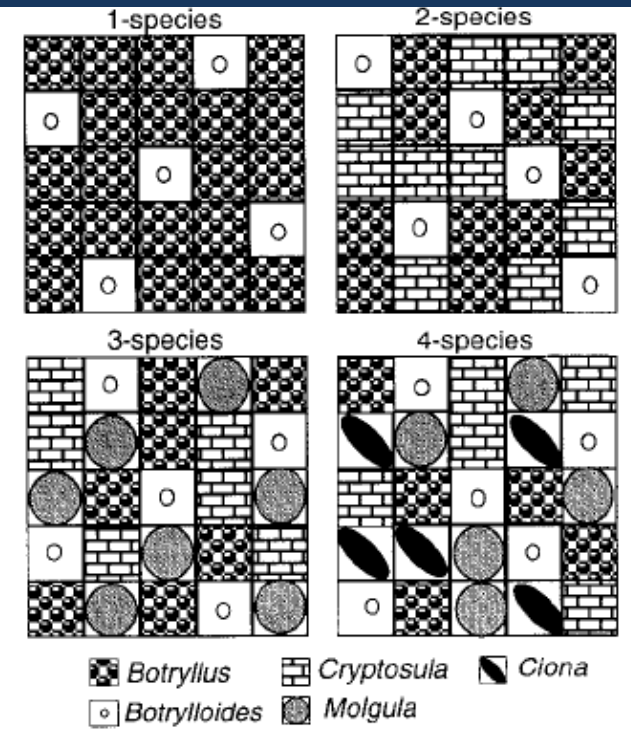 1-species 2-species
3-species 4-species
Botryllus Cryptosula Ciona
Botrylloides Molgula